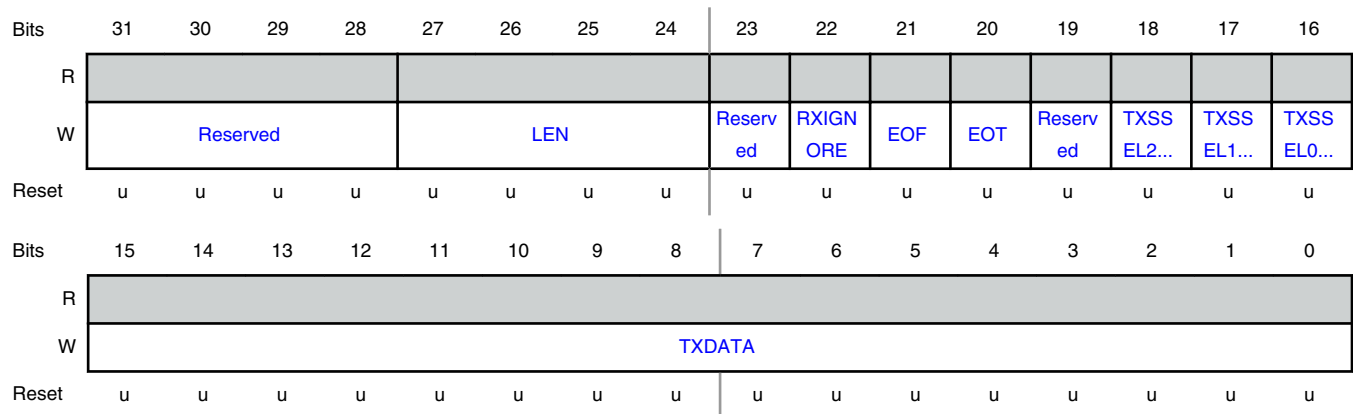 Bits 31 30 29 28 27 26 25 24 23 22 21 20 19 18 17 16
R
W Reserved LEN Reserv ed RXIGN ORE EOF EOT Reserv ed TXSS EL2... TXSS EL1... TXSS EL0...
Reset u u u u u u u u u u u u u u u u
Bits 15 14 13 12 11 10 9 8 7 6 5 4 3 2 1 0
R
W TXDATA
Reset u u u u u u u u u u u u u u u u